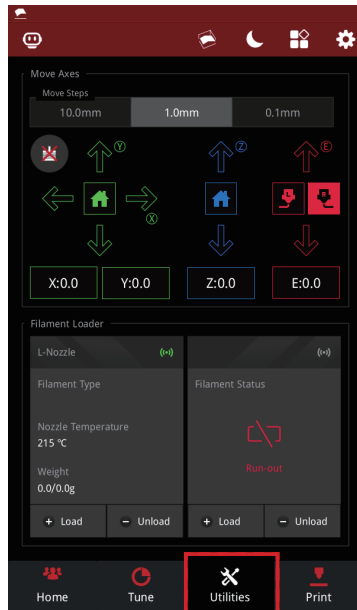 Move Axes
Move Steps
10.0mm 1.0mm 0.1mm
Y Z E
X
L R
X:0.0 Y:0.0 Z:0.0 E:0.0
Filament Loader
L-Nozzle
Filament Type Filament Status
Nozzle Temperature
215 ℃
Run-out
Weight
0.0/0.0g
+ Load − Unload + Load − Unload
Home Tune Utilities Print